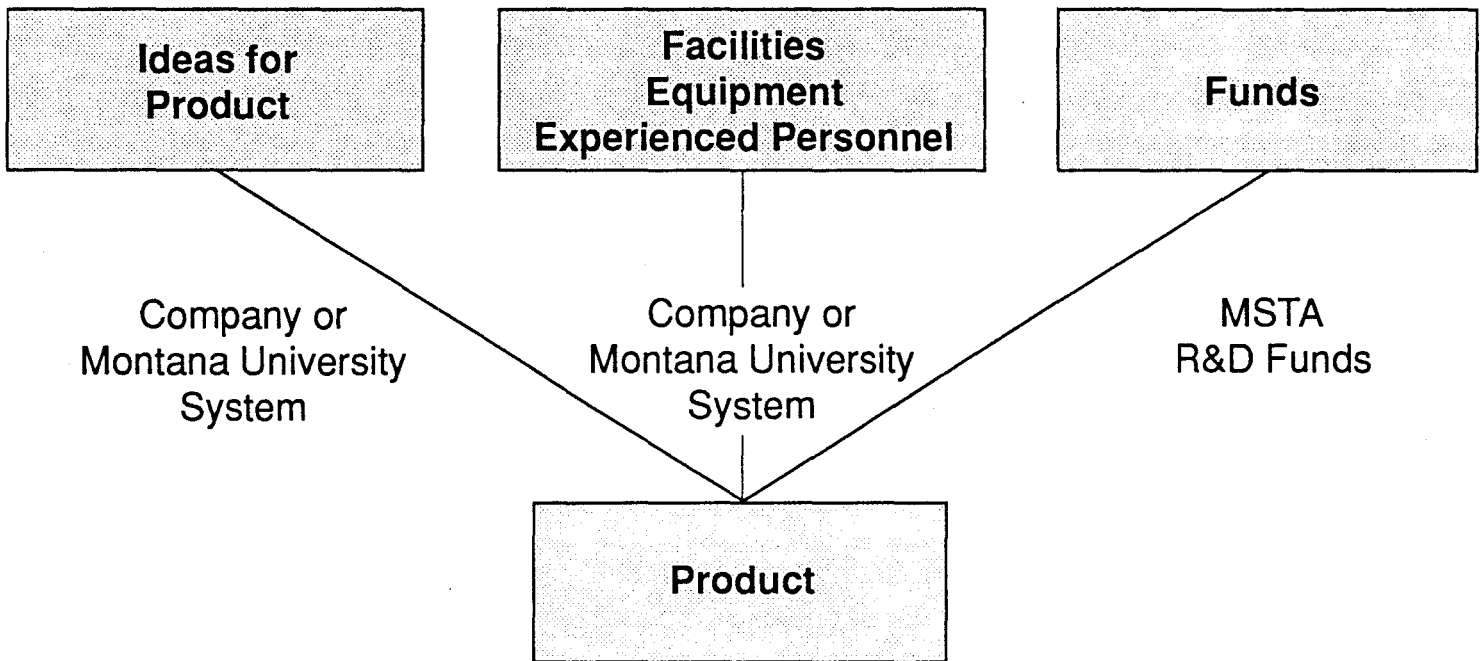 Ideas for
Product
Facilities
Equipment
Experienced Personnel
Funds
Company or
Montana University
System
Company or
Montana University
System
MSTA
R&D Funds
Product